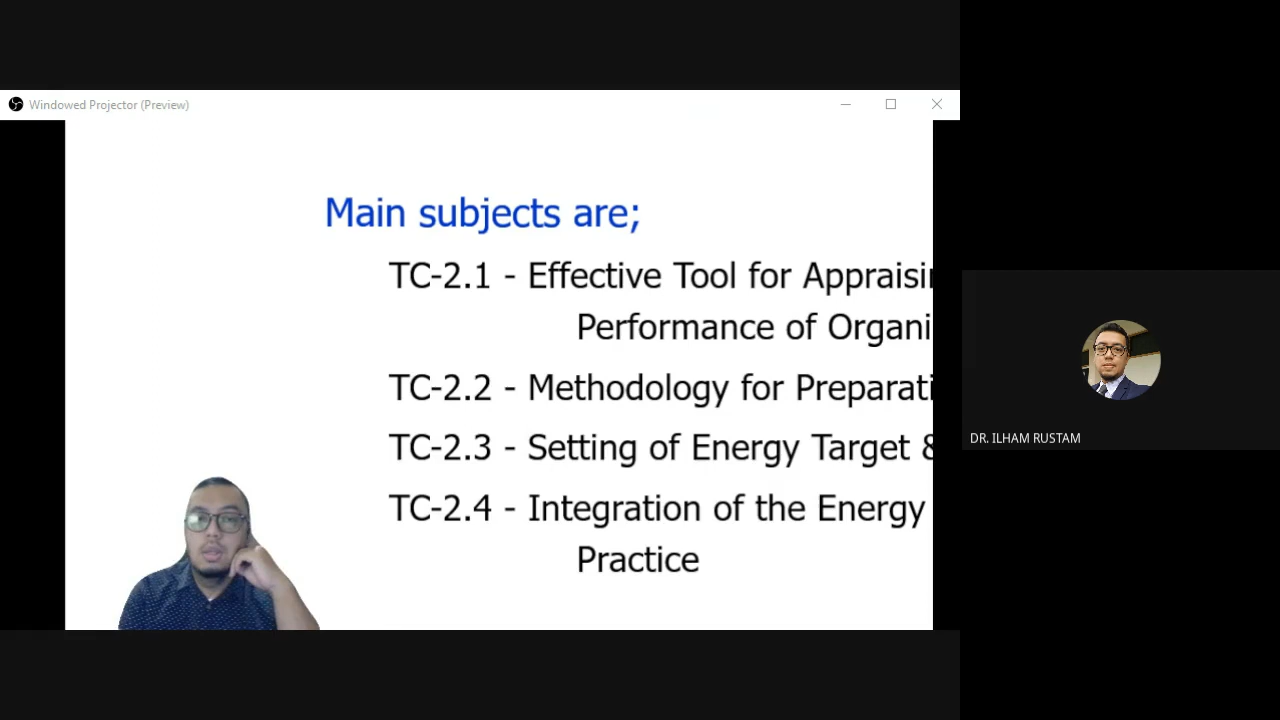 Windowed Projector (Preview)
Main subjects are;
TC-2.1 - Effective Tool for Appraisi
Performance of Organi
TC-2.2 - Methodology for Preparati
TC-2.3 - Setting of Energy Target &
TC-2.4 - Integration of the Energy
Practice
DR. ILHAM RUSTAM